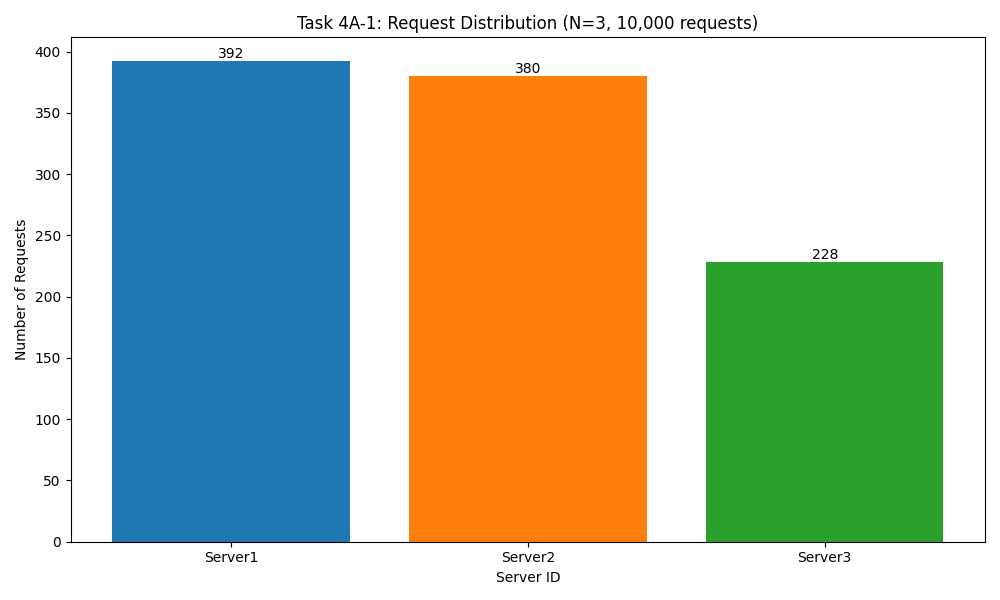 Task 4A-1: Request Distribution (N=3, 10,000 requests)
400
350
300
250
200
150
100
50
0
Number of Requests
392
380
228
Server1
Server2
Server3
Server ID